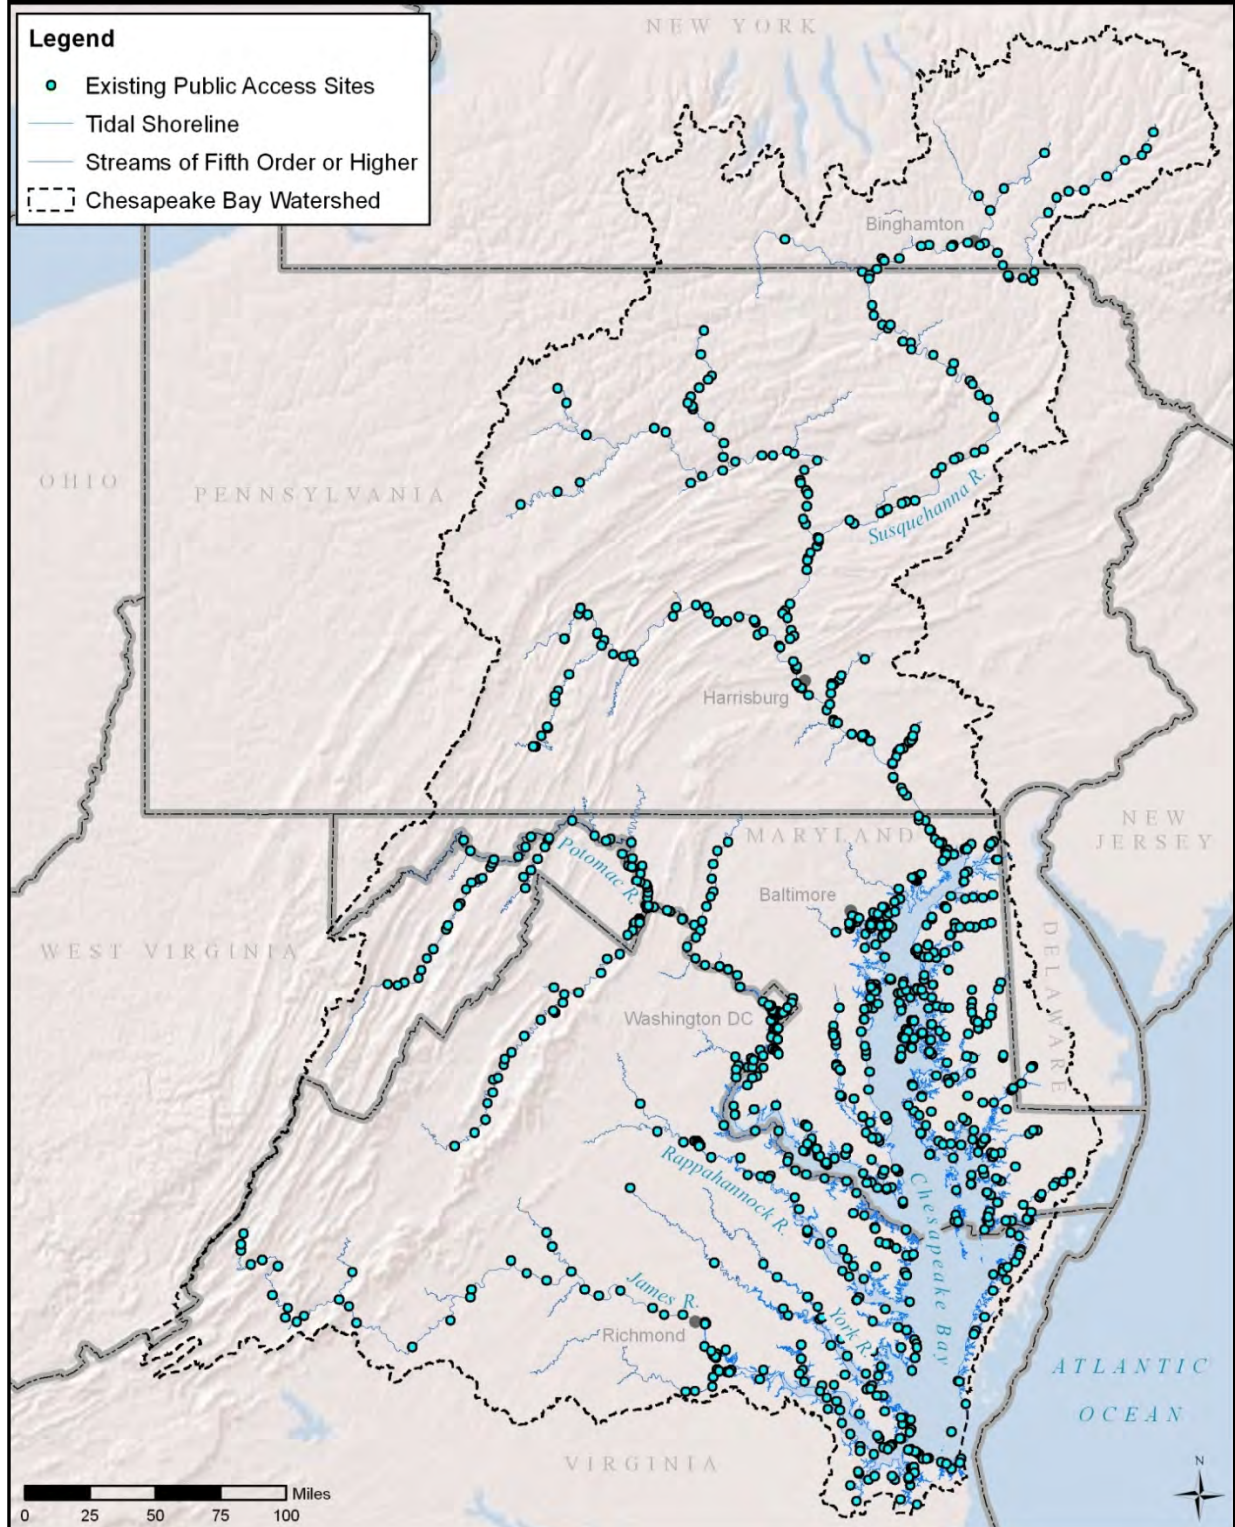 Legend
Existing Public Access Sites
Tidal Shoreline
Streams of Fifth Order or Higher
Chesapeake Bay Watershed
NEW YORK
Binghamton
OHIO
PENNSYLVANIA
Susquehanna R.
Harrisburg
MARYLAND
NEW
JERSEY
Potomac R.
Baltimore
WEST VIRGINIA
DELAWARE
Washington DC
Rappahannock R.
Chesapeake Bay
James R.
York R.
Richmond
ATLANTIC
OCEAN
VIRGINIA
N
Miles
0 25 50 75 100